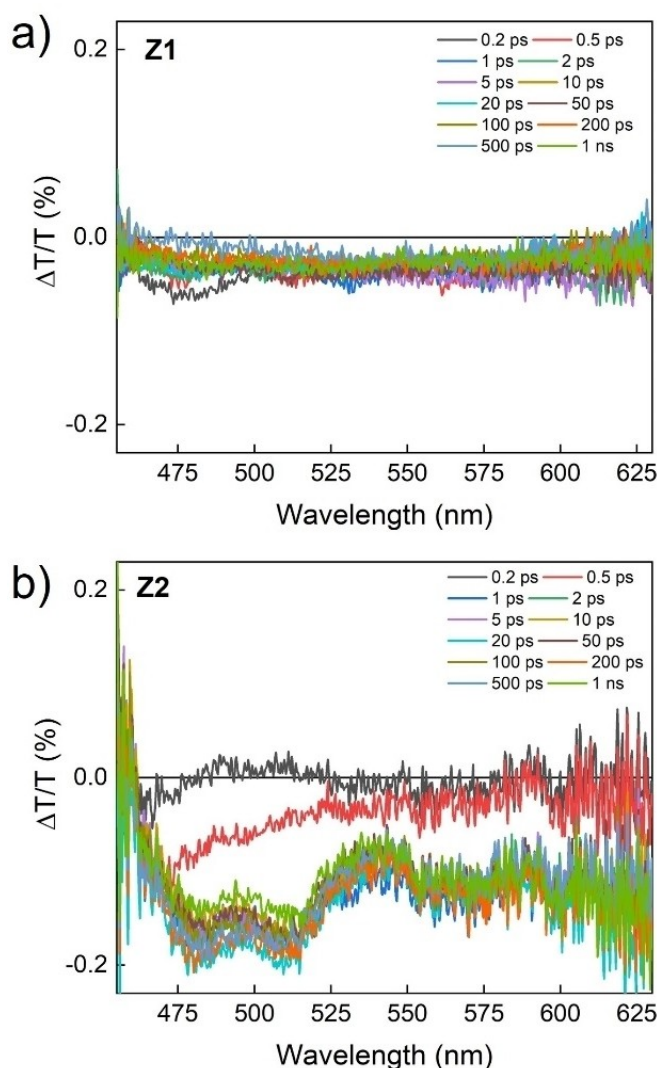 a)
Z1
0.2 ps 0.5 ps
1 ps 2 ps
5 ps 10 ps
20 ps 50 ps
100 ps 200 ps
500 ps 1 ns
0.2
0.0
-0.2
ΔT/T (%)
475 500 525 550 575 600 625
Wavelength (nm)
b)
Z2
0.2 ps 0.5 ps
1 ps 2 ps
5 ps 10 ps
20 ps 50 ps
100 ps 200 ps
500 ps 1 ns
0.2
0.0
-0.2
ΔT/T (%)
475 500 525 550 575 600 625
Wavelength (nm)